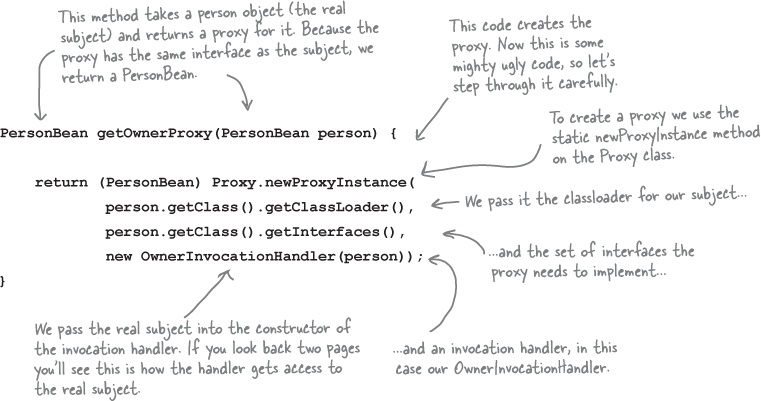 This method takes a person object (the real
subject) and returns a proxy for it. Because the
proxy has the same interface as the subject, we
return a PersonBean.
This code creates the
proxy. Now this is some
mighty ugly code, so let's
step through it carefully.
PersonBean getOwnerProxy(PersonBean person) {
To create a proxy we use the
static newProxyInstance method
on the Proxy class.
return (PersonBean) Proxy.newProxyInstance(
person.getClass().getClassLoader(),
We pass it the classloader for our subject...
person.getClass().getInterfaces(),
...and the set of interfaces the
proxy needs to implement...
new OwnerInvocationHandler(person));
}
We pass the real subject into the constructor of
the invocation handler. If you look back two pages
you'll see this is how the handler gets access to
the real subject.
...and an invocation handler, in this
case our OwnerInvocationHandler.